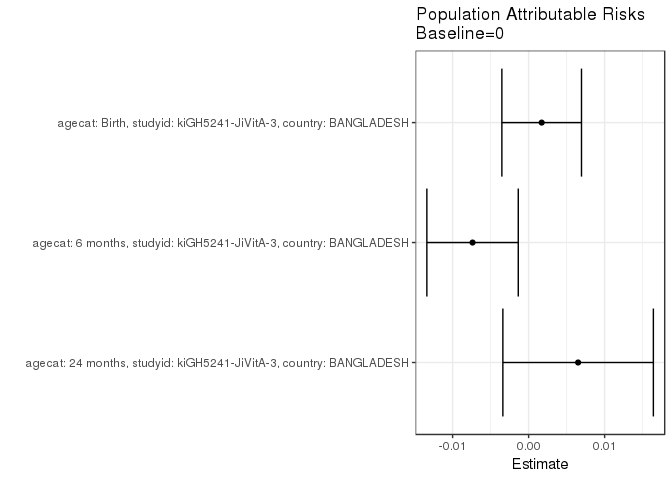 Population Attributable Risks
Baseline=0
agecat: Birth, studyid: kiGH5241-JiVitA-3, country: BANGLADESH
agecat: 6 months, studyid: kiGH5241-JiVitA-3, country: BANGLADESH
agecat: 24 months, studyid: kiGH5241-JiVitA-3, country: BANGLADESH
-0.01 0.00 0.01
Estimate